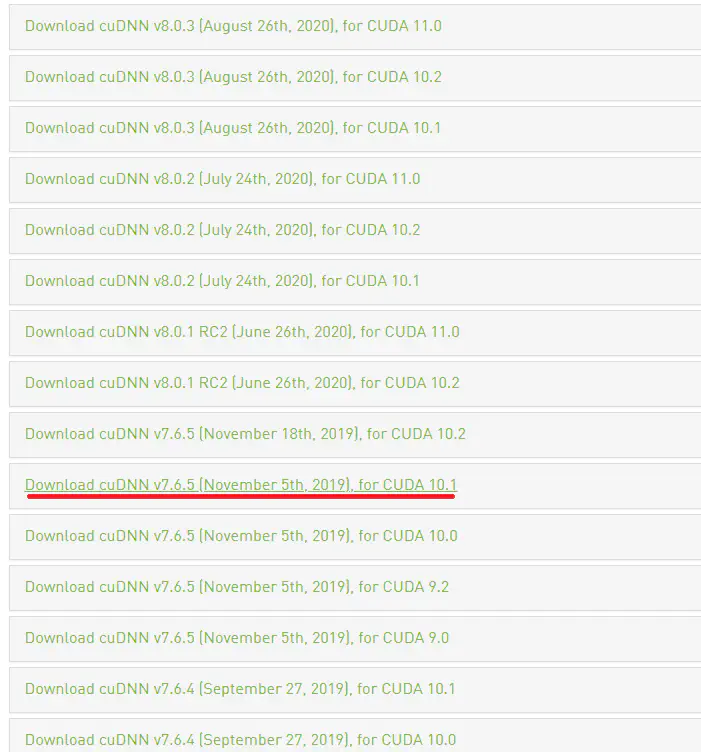 Download cuDNN v8.0.3 (August 26th, 2020), for CUDA 11.0
Download cuDNN v8.0.3 (August 26th, 2020), for CUDA 10.2
Download cuDNN v8.0.3 (August 26th, 2020), for CUDA 10.1
Download cuDNN v8.0.2 (July 24th, 2020), for CUDA 11.0
Download cuDNN v8.0.2 (July 24th, 2020), for CUDA 10.2
Download cuDNN v8.0.2 (July 24th, 2020), for CUDA 10.1
Download cuDNN v8.0.1 RC2 (June 26th, 2020), for CUDA 11.0
Download cuDNN v8.0.1 RC2 (June 26th, 2020), for CUDA 10.2
Download cuDNN v7.6.5 (November 18th, 2019), for CUDA 10.2
Download cuDNN v7.6.5 (November 5th, 2019), for CUDA 10.1
Download cuDNN v7.6.5 (November 5th, 2019), for CUDA 10.0
Download cuDNN v7.6.5 (November 5th, 2019), for CUDA 9.2
Download cuDNN v7.6.5 (November 5th, 2019), for CUDA 9.0
Download cuDNN v7.6.4 (September 27, 2019), for CUDA 10.1
Download cuDNN v7.6.4 (September 27, 2019), for CUDA 10.0